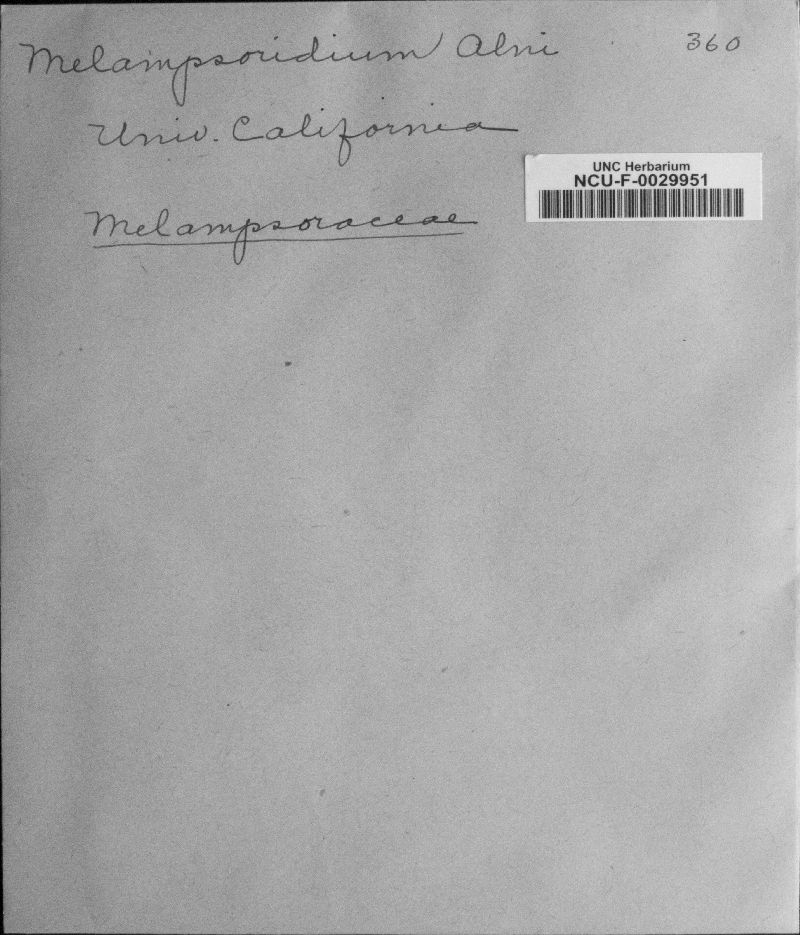 Melampsoridium Alni 360
Univ. California
UNC Herbarium
NCU-F-0029951
Melampsoraceae